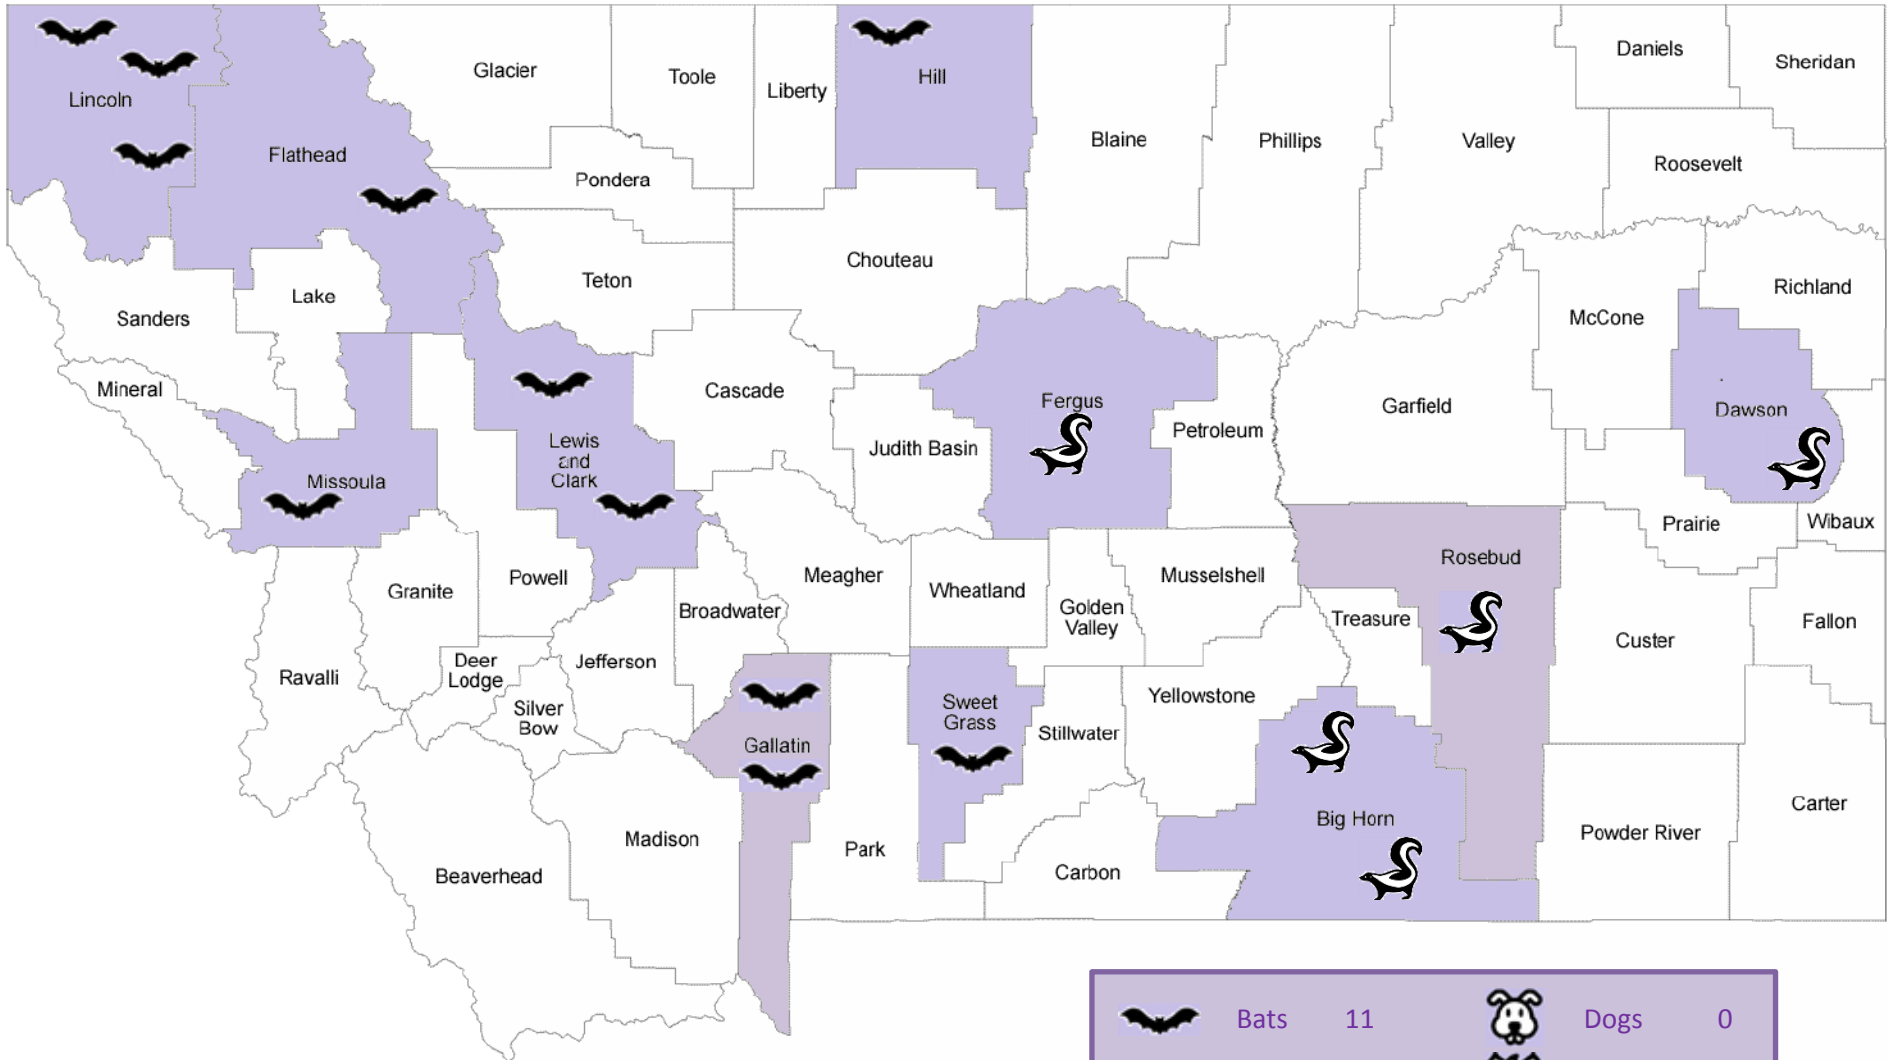 Daniels
Sheridan
Glacier
Toole
Liberty
Hill
Lincoln
Blaine
Phillips
Valley
Flathead
Roosevelt
Pondera
Chouteau
Teton
Richland
Lake
McCone
Sanders
Mineral
Cascade
Fergus
Garfield
Dawson
Petroleum
Judith Basin
Lewis
and
Clark
Missoula
Prairie
Wibaux
Rosebud
Powell
Meagher
Musselshell
Granite
Wheatland
Broadwater
Golden
Valley
Treasure
Fallon
Custer
Deer
Lodge
Jefferson
Ravalli
Yellowstone
Sweet
Grass
Silver
Bow
Stillwater
Gallatin
Carter
Big Horn
Powder River
Madison
Park
Carbon
Beaverhead
Bats 11 Dogs 0